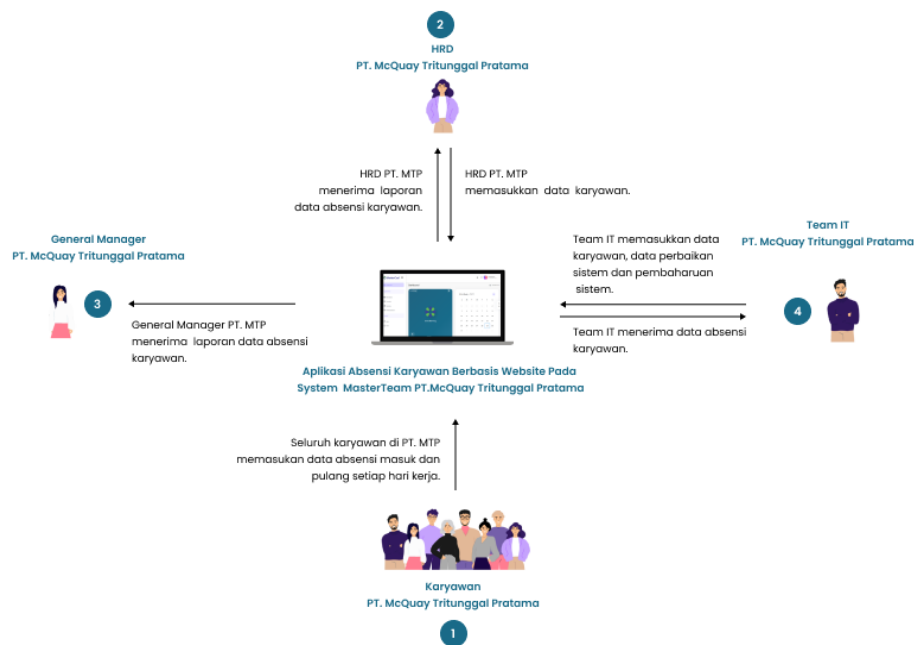 2
HRD
PT. McQuay Tritunggal Pratama
HRD PT. MTP
menerima laporan
data absensi karyawan.
HRD PT. MTP
memasukkan data karyawan.
General Manager
PT. McQuay Tritunggal Pratama
3
General Manager PT. MTP
menerima laporan data absensi
karyawan.
Team IT memasukkan data
karyawan, data perbaikan
sistem dan pembaharuan
sistem.
Team IT
PT. McQuay Tritunggal Pratama
4
Team IT menerima data absensi
karyawan.
Aplikasi Absensi Karyawan Berbasis Website Pada
System MasterTeam PT.McQuay Tritunggal Pratama
Seluruh karyawan di PT. MTP
memasukan data absensi masuk dan
pulang setiap hari kerja.
Karyawan
PT. McQuay Tritunggal Pratama
1